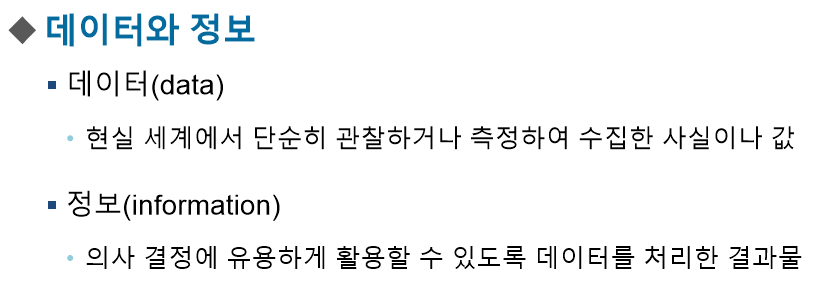 ◆ 데이터와 정보
▪ 데이터(data)
• 현실 세계에서 단순히 관찰하거나 측정하여 수집한 사실이나 값
▪ 정보(information)
• 의사 결정에 유용하게 활용할 수 있도록 데이터를 처리한 결과물